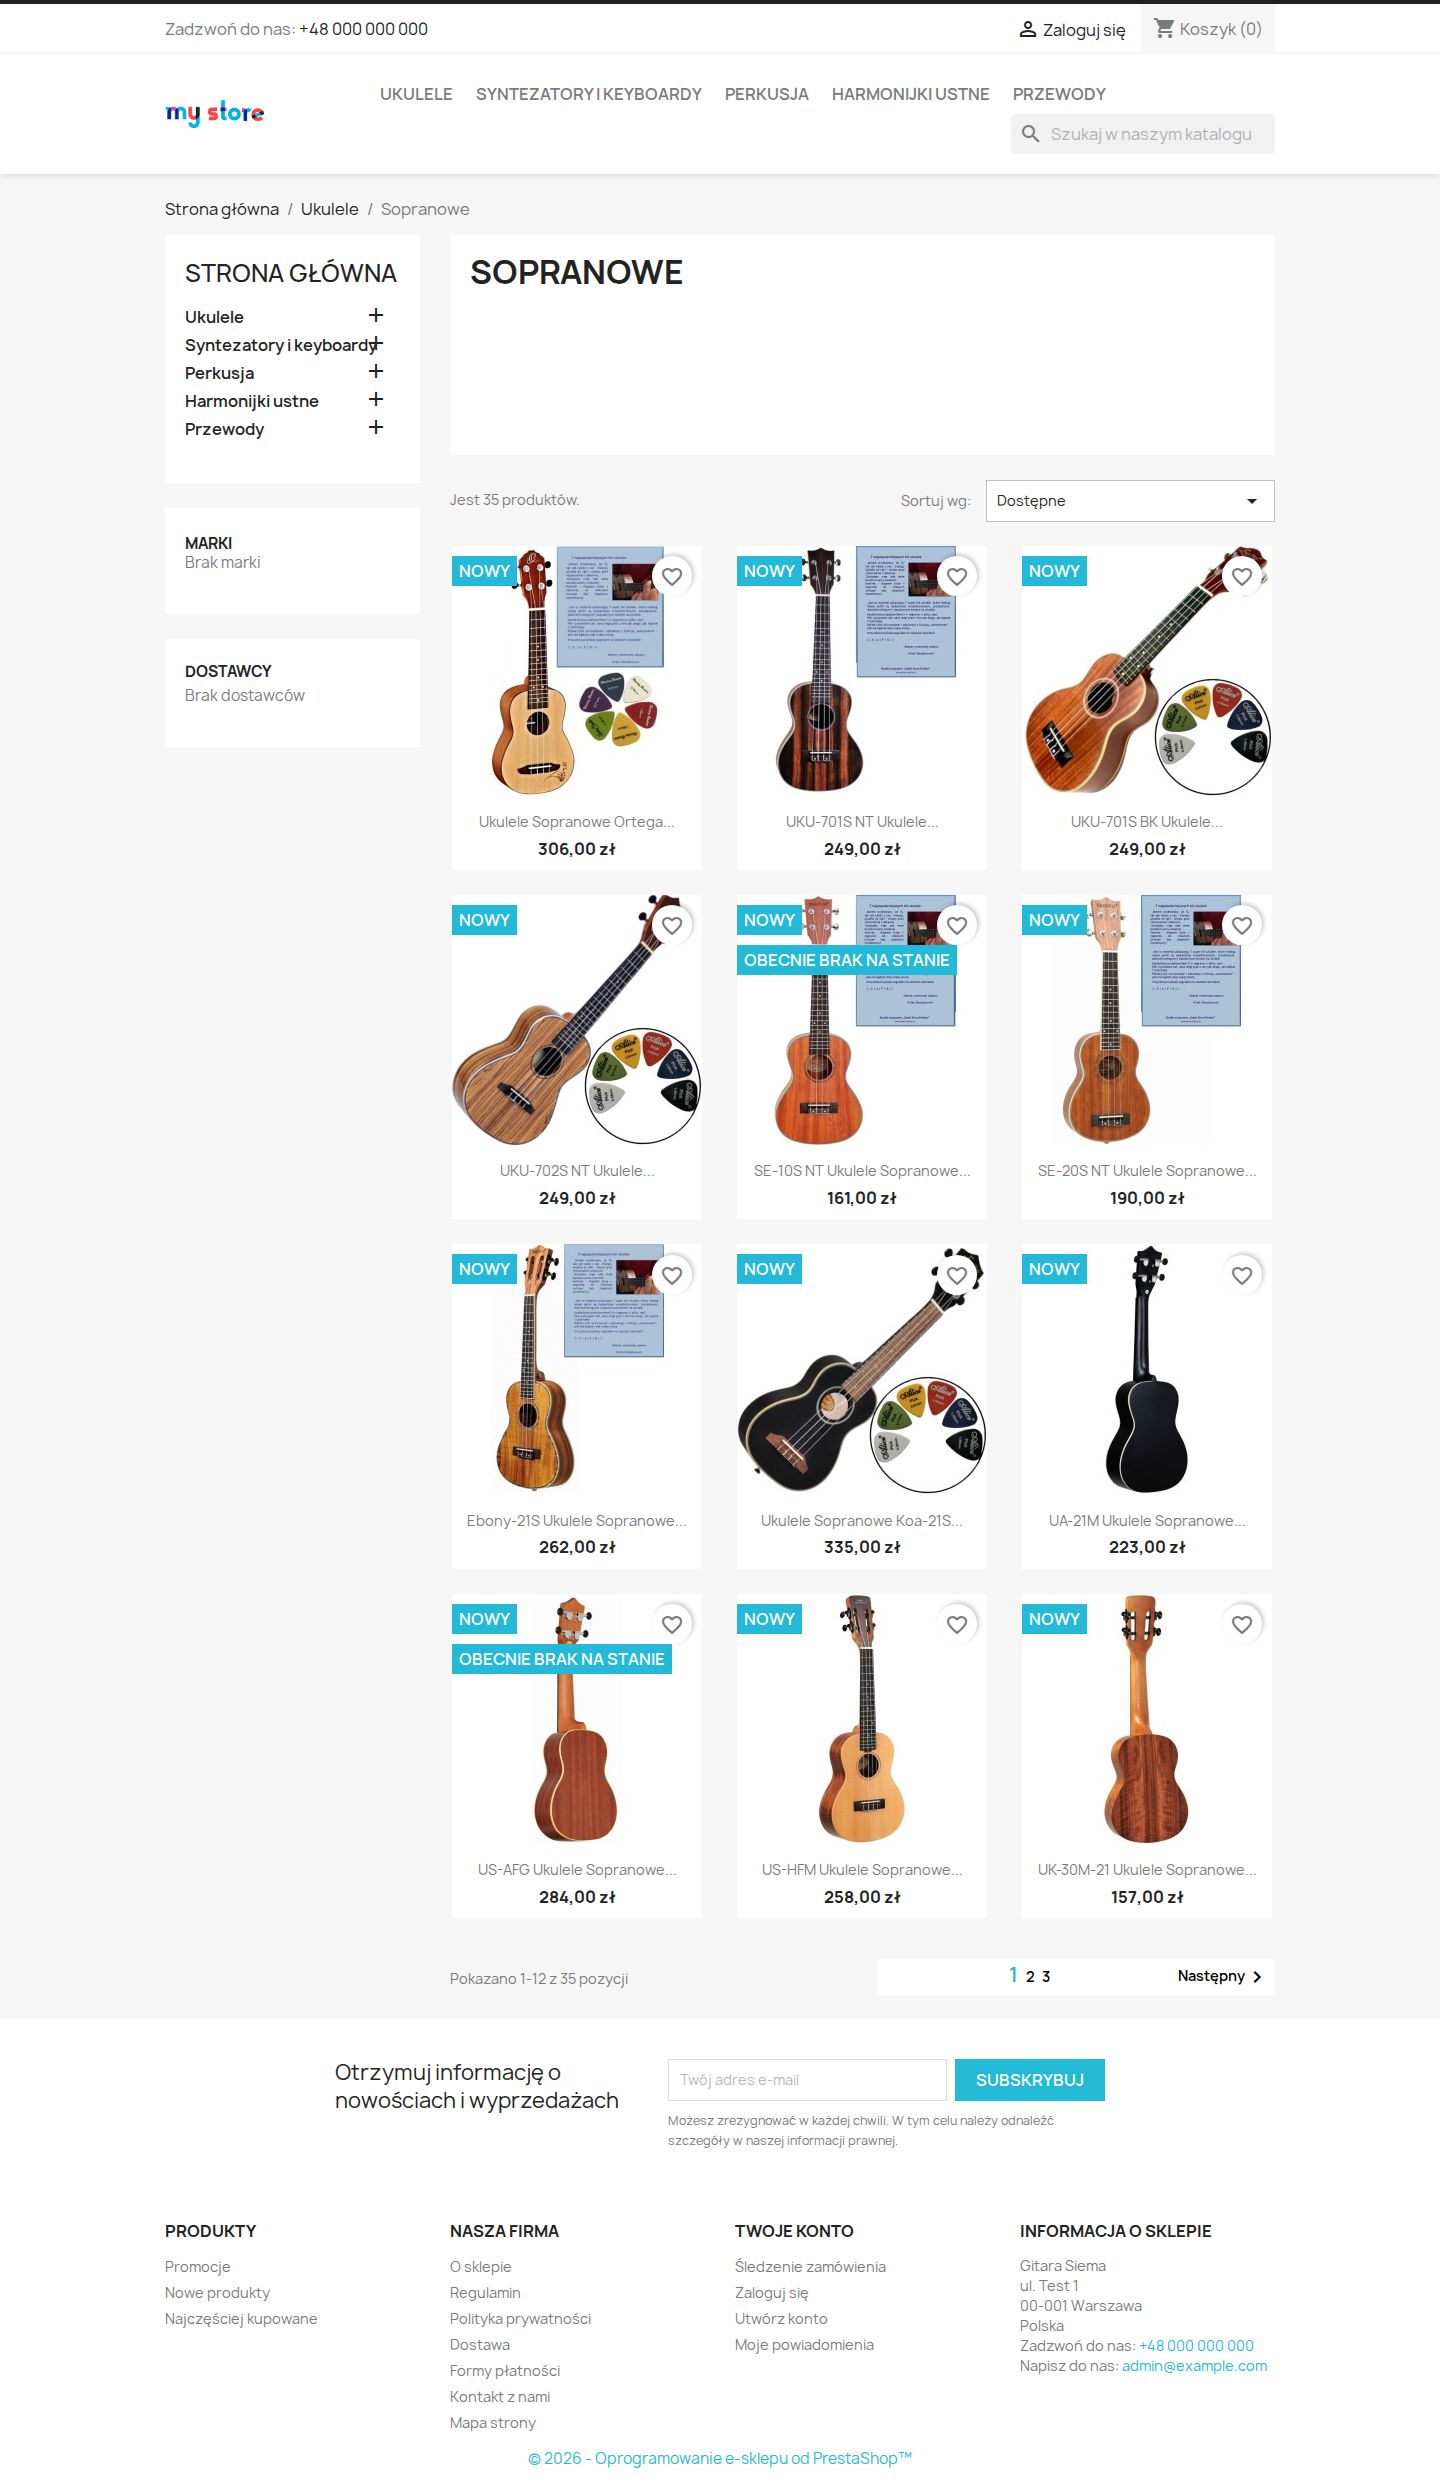 Zadzwoń do nas: +48 000 000 000
Zaloguj się
Koszyk (0)
my store
UKULELE SYNTEZATORY I KEYBOARDY PERKUSJA HARMONIJKI USTNE PRZEWODY
Szukaj w naszym katalogu
Strona główna / Ukulele / Sopranowe
STRONA GŁÓWNA
Ukulele
Syntezatory i keyboardy
Perkusja
Harmonijki ustne
Przewody
MARKI
Brak marki
DOSTAWCY
Brak dostawców
SOPRANOWE
Jest 35 produktów.
Sortuj wg:
Dostępne
NOWY
Ukulele Sopranowe Ortega...
306,00 zł
NOWY
UKU-701S NT Ukulele...
249,00 zł
NOWY
UKU-701S BK Ukulele...
249,00 zł
NOWY
UKU-702S NT Ukulele...
249,00 zł
NOWY
OBECNIE BRAK NA STANIE
SE-10S NT Ukulele Sopranowe...
161,00 zł
NOWY
SE-20S NT Ukulele Sopranowe...
190,00 zł
NOWY
Ebony-21S Ukulele Sopranowe...
262,00 zł
NOWY
Ukulele Sopranowe Koa-21S...
335,00 zł
NOWY
UA-21M Ukulele Sopranowe...
223,00 zł
NOWY
OBECNIE BRAK NA STANIE
US-AFG Ukulele Sopranowe...
284,00 zł
NOWY
US-HFM Ukulele Sopranowe...
258,00 zł
NOWY
UK-30M-21 Ukulele Sopranowe...
157,00 zł
Pokazano 1-12 z 35 pozycji
1 2 3
Następny
Otrzymuj informację o
nowościach i wyprzedażach
Twój adres e-mail
SUBSKRYBUJ
Możesz zrezygnować w każdej chwili. W tym celu należy odnaleźć
szczegóły w naszej informacji prawnej.
PRODUKTY
Promocje
Nowe produkty
Najczęściej kupowane
NASZA FIRMA
O sklepie
Regulamin
Polityka prywatności
Dostawa
Formy płatności
Kontakt z nami
Mapa strony
TWOJE KONTO
Śledzenie zamówienia
Zaloguj się
Utwórz konto
Moje powiadomienia
INFORMACJA O SKLEPIE
Gitara Siema
ul. Test 1
00-001 Warszawa
Polska
Zadzwoń do nas: +48 000 000 000
Napisz do nas: admin@example.com
© 2026 - Oprogramowanie e-sklepu od PrestaShop™